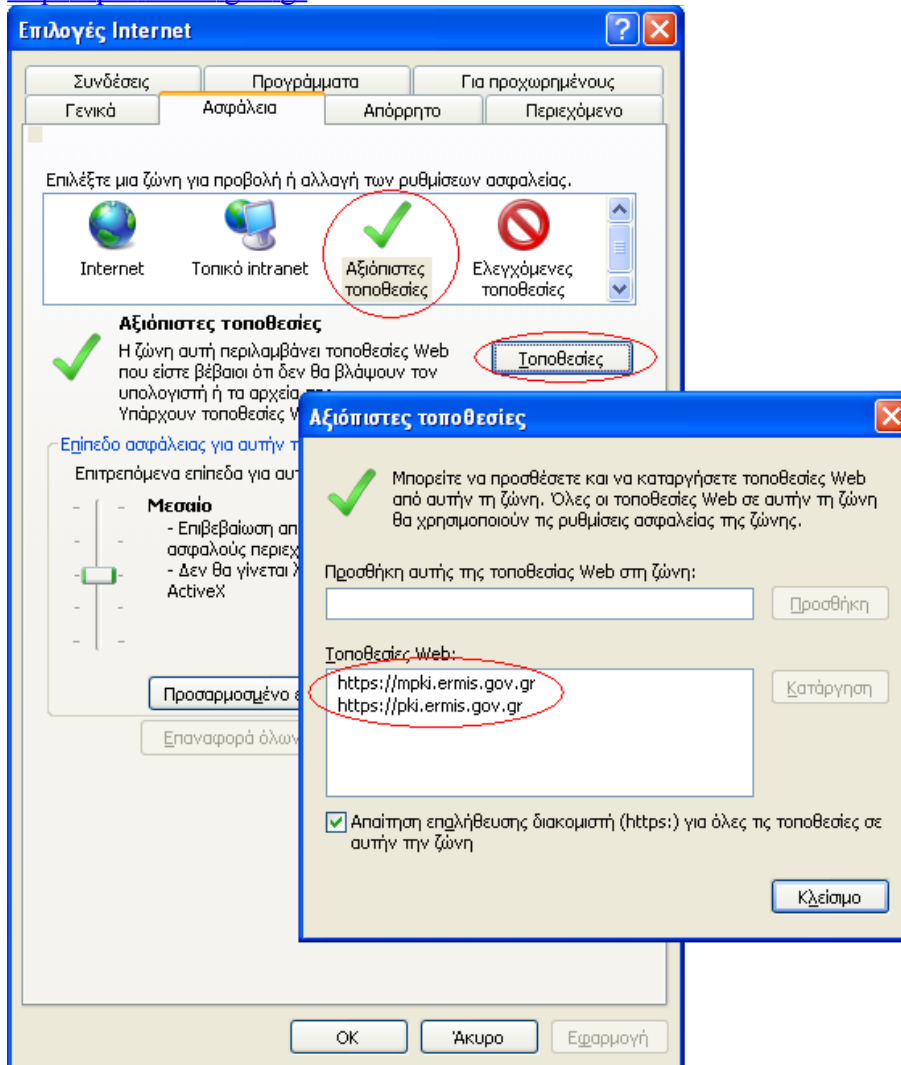 Επιλογές Internet
Συνδέσεις Προγράμματα Για προχωρημένους
Γενικά Ασφάλεια Απόρρητο Περιεχόμενο
Επιλέξτε μια ζώνη για προβολή ή αλλαγή των ρυθμίσεων ασφαλείας.
Internet
Τοπικό intranet
Αξιόπιστες
τοποθεσίες
Ελεγχόμενες
τοποθεσίες
Αξιόπιστες τοποθεσίες
Η ζώνη αυτή περιλαμβάνει τοποθεσίες Web
που είστε βέβαιοι ότι δεν θα βλάψουν τον
υπολογιστή ή τα αρχεία
Υπάρχουν τοποθεσίες W
Τοποθεσίες
Επίπεδο ασφάλειας για αυτήν τ
Επιτρεπόμενα επίπεδα για αυ
Μεσαίο
- Επιβεβαίωση απ
ασφαλούς περιεχ
- Δεν θα γίνεται λ
ActiveX
Προσαρμοσμένο ε
Επαναφορά όλων
Αξιόπιστες τοποθεσίες
Μπορείτε να προσθέσετε και να καταργήσετε τοποθεσίες Web
από αυτήν τη ζώνη. Όλες οι τοποθεσίες Web σε αυτήν τη ζώνη
θα χρησιμοποιούν τις ρυθμίσεις ασφαλείας της ζώνης.
Προσθήκη αυτής της τοποθεσίας Web στη ζώνη:
Προσθήκη
Τοποθεσίες Web:
https://mpki.ermis.gov.gr
https://pki.ermis.gov.gr
Κατάργηση
Απαίτηση επαλήθευσης διακομιστή (https:) για όλες τις τοποθεσίες σε
αυτήν την ζώνη
Κλείσιμο
OK Άκυρο Εφαρμογή